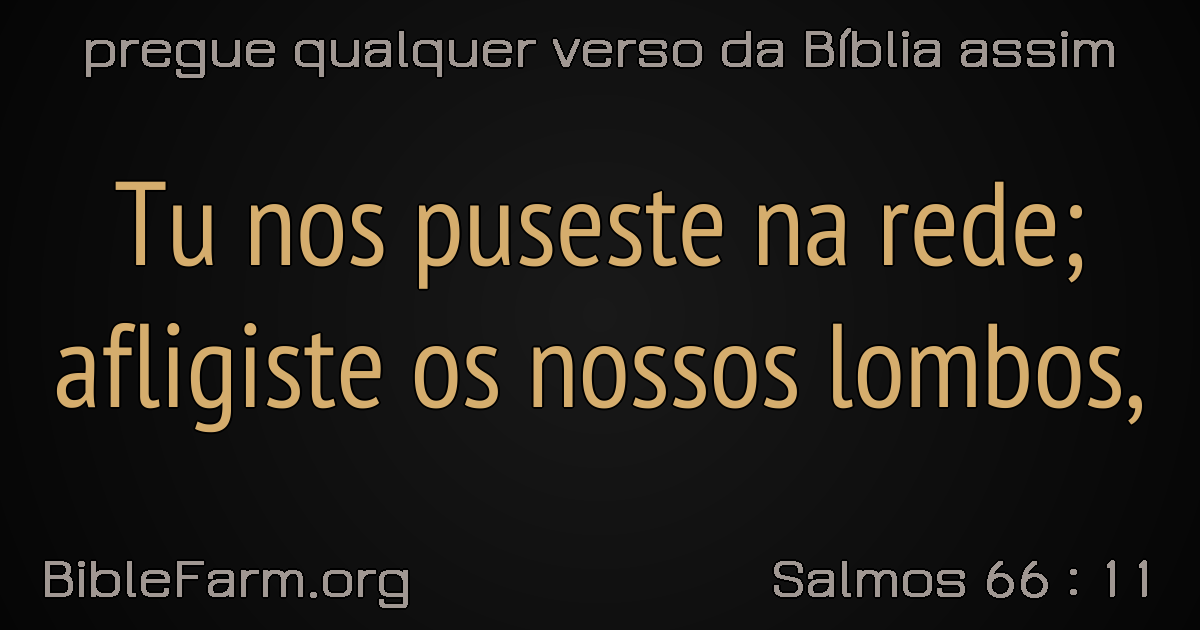 pregue qualquer verso da Bíblia assim
Tu nos puseste na rede;
afligiste os nossos lombos,
BibleFarm.org
Salmos 66 : 11